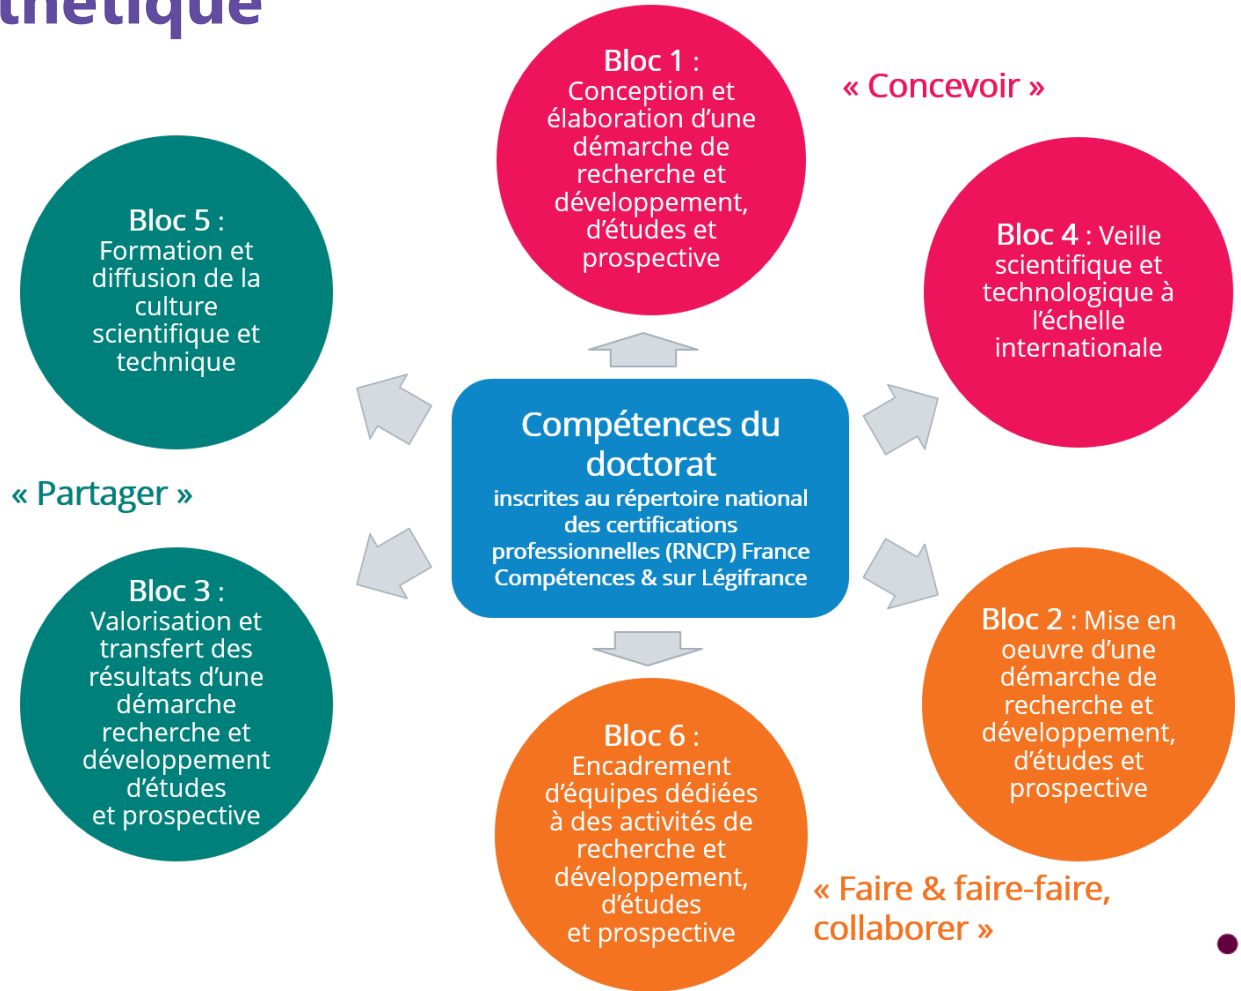 thétique
Bloc 1 :
Conception et
élaboration d’une
démarche de
recherche et
développement,
d’études et
prospective
« Concevoir »
Bloc 5 :
Formation et
diffusion de la
culture
scientifique et
technique
Bloc 4 : Veille
scientifique et
technologique à
l’échelle
internationale
Compétences du
doctorat
inscrites au répertoire national
des certifications
professionnelles (RNCP) France
Compétences & sur Légifrance
« Partager »
Bloc 3 :
Valorisation et
transfert des
résultats d’une
démarche
recherche et
développement
d’études
et prospective
Bloc 2 : Mise en
oeuvre d’une
démarche de
recherche et
développement,
d’études et
prospective
Bloc 6 :
Encadrement
d’équipes dédiées
à des activités de
recherche et
développement,
d’études
et prospective
« Faire & faire-faire,
collaborer »